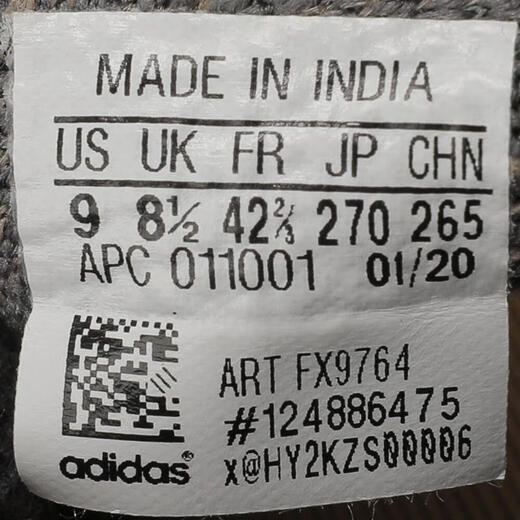 MADE IN INDIA
US UK FR JP CHN
9 8½ 42⅔ 270 265
APC 011001 01/20
ART FX9764
#124886475
adidas® x@HY2KZS00006